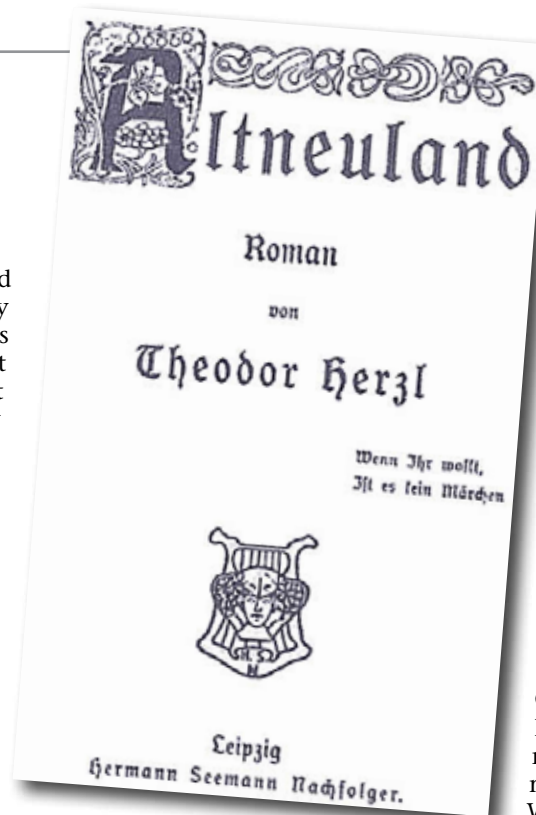 Altneuland
Roman
von
Theodor Herzl
Wenn Ihr wollt,
Ist es kein Märchen
H. S.
N
Leipzig
Hermann Seemann Nachfolger.